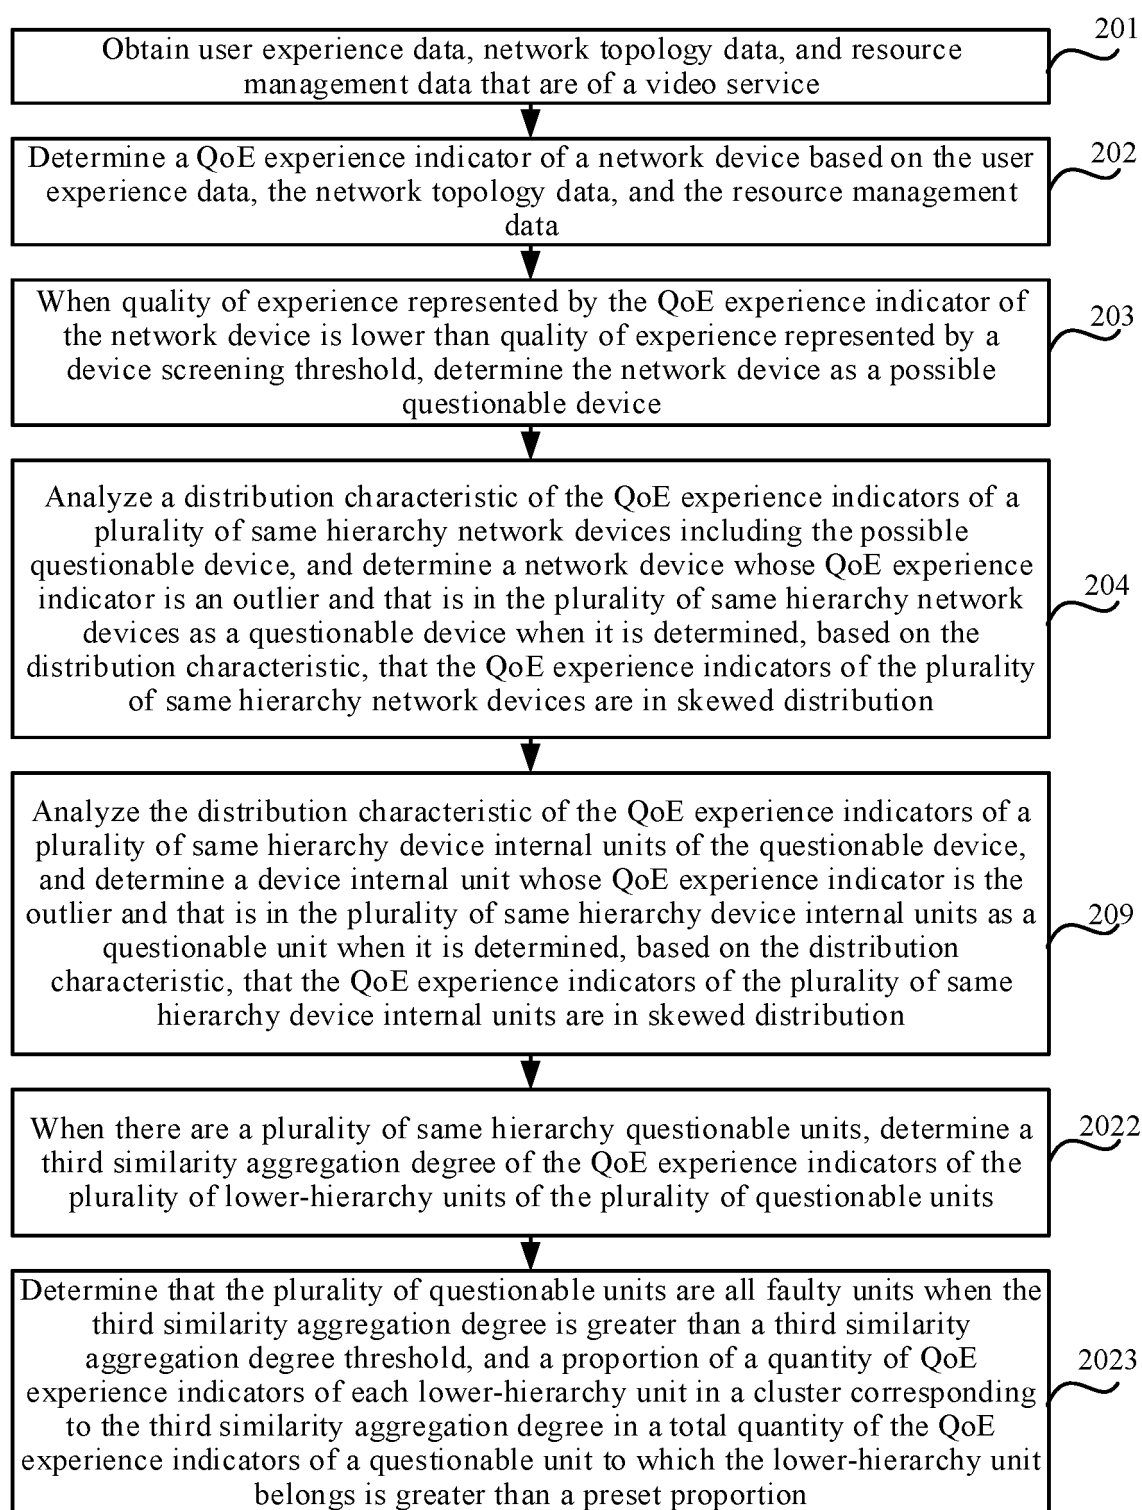 Obtain user experience data, network topology data, and resource
management data that are of a video service
201
Determine a QoE experience indicator of a network device based on the user
experience data, the network topology data, and the resource management
data
202
When quality of experience represented by the QoE experience indicator of
the network device is lower than quality of experience represented by a
device screening threshold, determine the network device as a possible
questionable device
203
Analyze a distribution characteristic of the QoE experience indicators of a
plurality of same hierarchy network devices including the possible
questionable device, and determine a network device whose QoE experience
indicator is an outlier and that is in the plurality of same hierarchy network
devices as a questionable device when it is determined, based on the
distribution characteristic, that the QoE experience indicators of the plurality
of same hierarchy network devices are in skewed distribution
204
Analyze the distribution characteristic of the QoE experience indicators of a
plurality of same hierarchy device internal units of the questionable device,
and determine a device internal unit whose QoE experience indicator is the
outlier and that is in the plurality of same hierarchy device internal units as a
questionable unit when it is determined, based on the distribution
characteristic, that the QoE experience indicators of the plurality of same
hierarchy device internal units are in skewed distribution
209
When there are a plurality of same hierarchy questionable units, determine a
third similarity aggregation degree of the QoE experience indicators of the
plurality of lower-hierarchy units of the plurality of questionable units
2022
Determine that the plurality of questionable units are all faulty units when the
third similarity aggregation degree is greater than a third similarity
aggregation degree threshold, and a proportion of a quantity of QoE
experience indicators of each lower-hierarchy unit in a cluster corresponding
to the third similarity aggregation degree in a total quantity of the QoE
experience indicators of a questionable unit to which the lower-hierarchy unit
belongs is greater than a preset proportion
2023